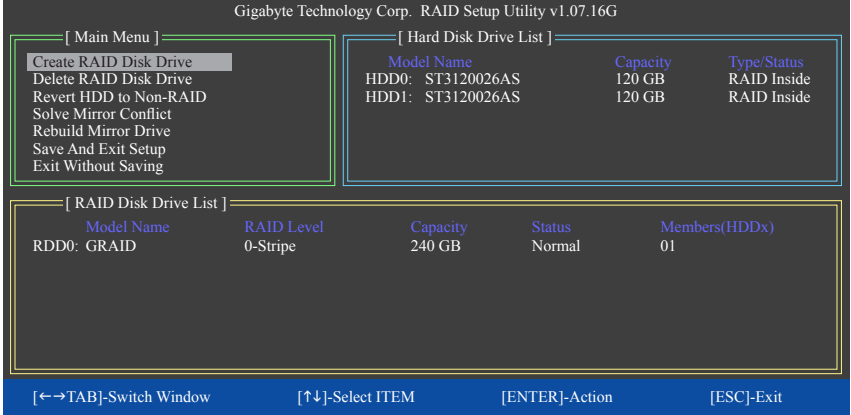 Gigabyte Technology Corp. RAID Setup Utility v1.07.16G
[ Main Menu ]
Create RAID Disk Drive
Delete RAID Disk Drive
Revert HDD to Non-RAID
Solve Mirror Conflict
Rebuild Mirror Drive
Save And Exit Setup
Exit Without Saving
[ Hard Disk Drive List ]
Model Name Capacity Type/Status
HDD0: ST3120026AS 120 GB RAID Inside
HDD1: ST3120026AS 120 GB RAID Inside
[ RAID Disk Drive List ]
Model Name RAID Level Capacity Status Members(HDDx)
RDD0: GRAID 0-Stripe 240 GB Normal 01
[←→TAB]-Switch Window [↑↓]-Select ITEM [ENTER]-Action [ESC]-Exit